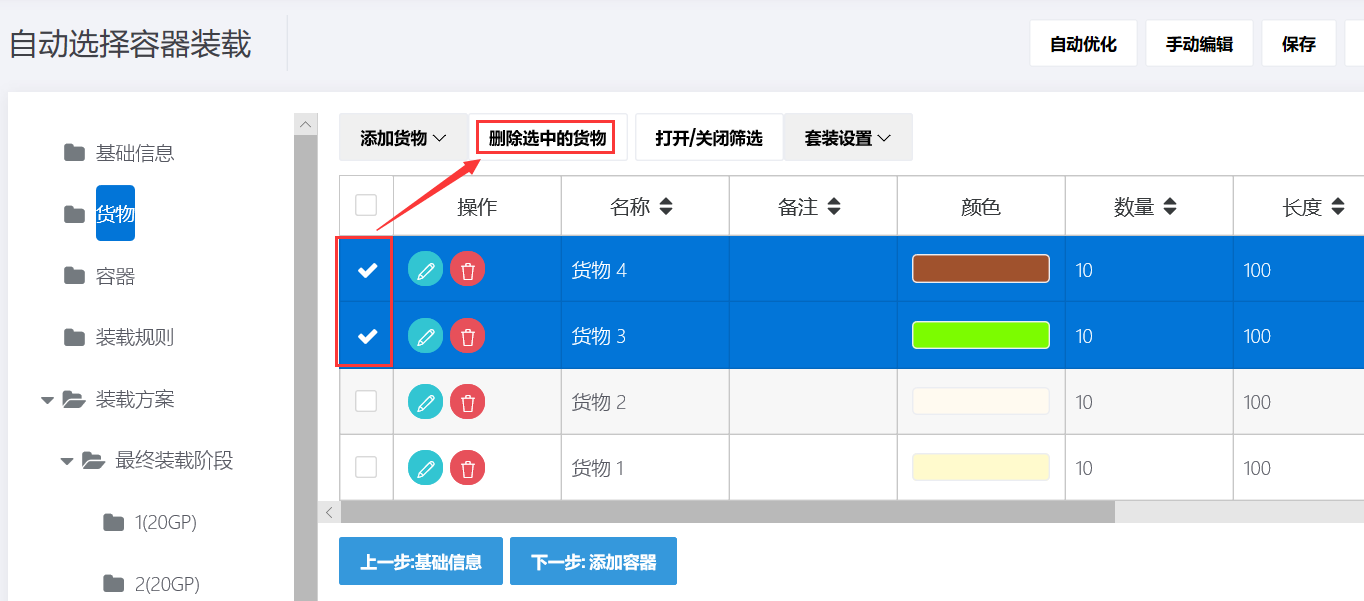 自动选择容器装载
自动优化 手动编辑 保存
基础信息
货物
容器
装载规则
装载方案
最终装载阶段
1(20GP)
2(20GP)
添加货物 删除选中的货物 打开/关闭筛选 套装设置
操作 名称 备注 颜色 数量 长度
货物 4 10 100
货物 3 10 100
货物 2 10 100
货物 1 10 100
上一步:基础信息 下一步: 添加容器